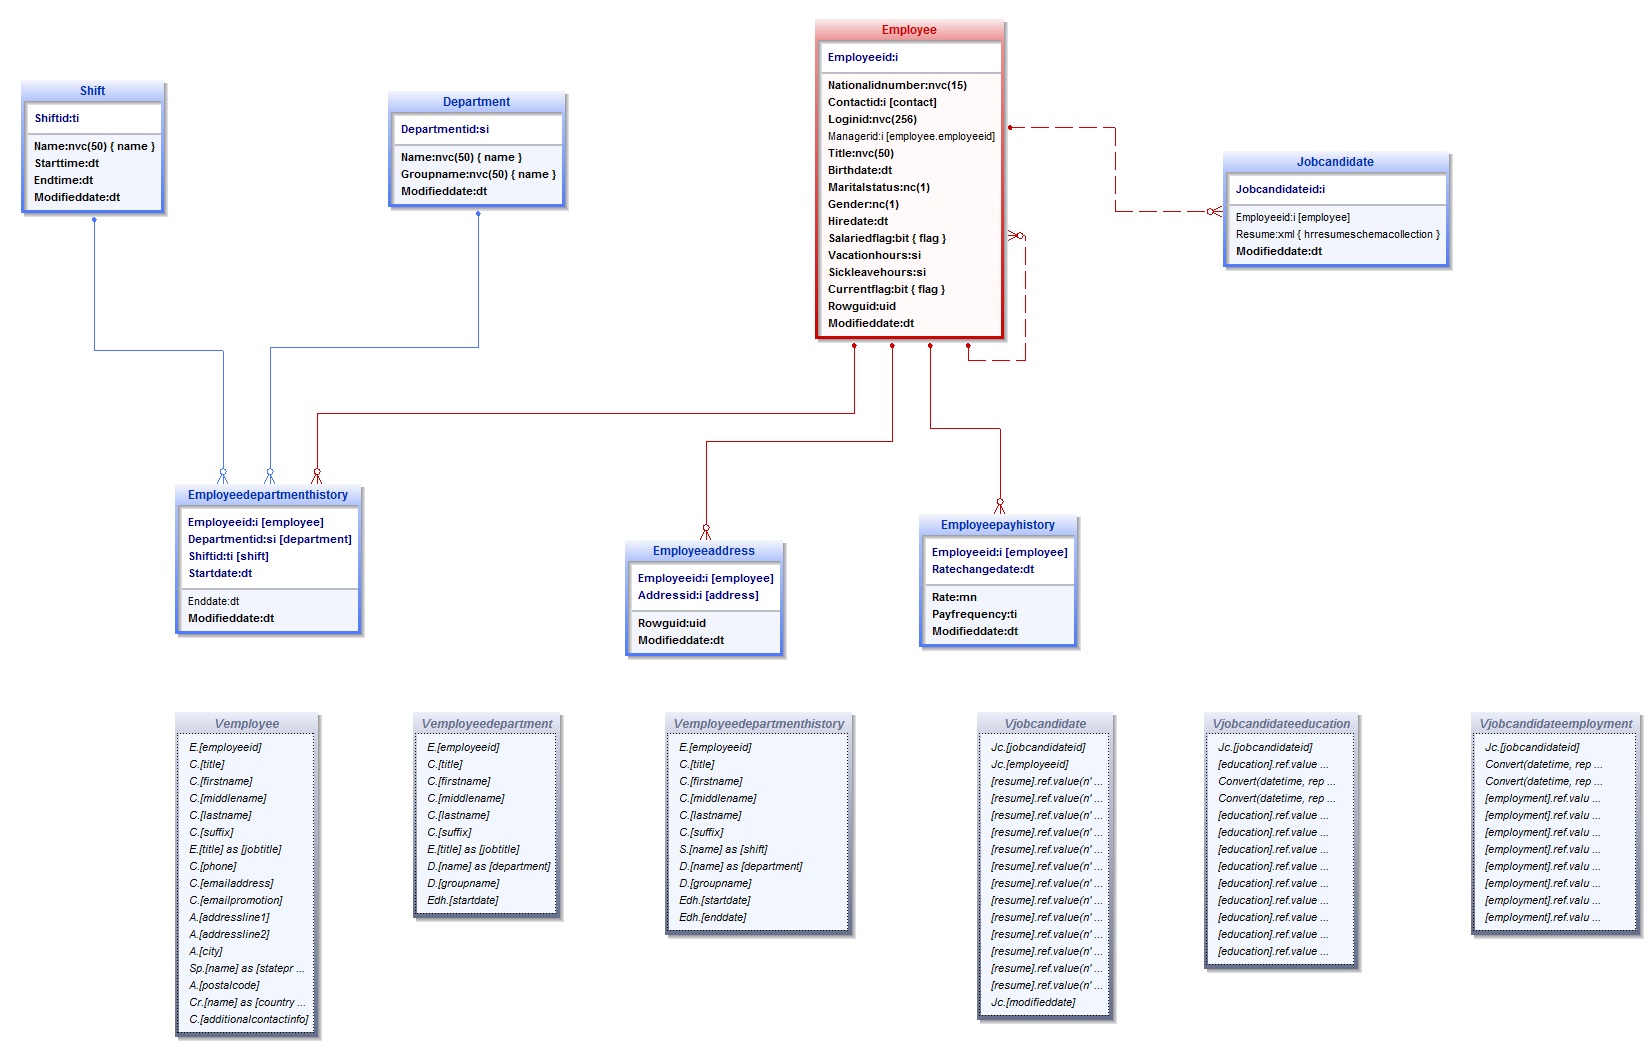 Employee
Employeeid:i
Nationalidnumber:nvc(15)
Contactid:i [contact]
Loginid:nvc(256)
Managerid:i [employee.employeeid]
Title:nvc(50)
Birthdate:dt
Maritalstatus:nc(1)
Gender:nc(1)
Hiredate:dt
Salariedflag:bit { flag }
Vacationhours:si
Sickleavehours:si
Currentflag:bit { flag }
Rowguid:uid
Modifieddate:dt
Shift
Shiftid:ti
Name:nvc(50) { name }
Starttime:dt
Endtime:dt
Modifieddate:dt
Department
Departmentid:si
Name:nvc(50) { name }
Groupname:nvc(50) { name }
Modifieddate:dt
Jobcandidate
Jobcandidateid:i
Employeeid:i [employee]
Resume:xml { hrresumeschemacollection }
Modifieddate:dt
Employeedepartmenthistory
Employeeid:i [employee]
Departmentid:si [department]
Shiftid:ti [shift]
Startdate:dt
Enddate:dt
Modifieddate:dt
Employeeaddress
Employeeid:i [employee]
Addressid:i [address]
Rowguid:uid
Modifieddate:dt
Employeepayhistory
Employeeid:i [employee]
Ratechangedate:dt
Rate:mn
Payfrequency:ti
Modifieddate:dt
Vemployee
E.[employeeid]
C.[title]
C.[firstname]
C.[middlename]
C.[lastname]
C.[suffix]
E.[title] as [jobtitle]
C.[phone]
C.[emailaddress]
C.[emailpromotion]
A.[addressline1]
A.[addressline2]
A.[city]
Sp.[name] as [statepr ...
A.[postalcode]
Cr.[name] as [country ...
C.[additionalcontactinfo]
Vemployeedepartment
E.[employeeid]
C.[title]
C.[firstname]
C.[middlename]
C.[lastname]
C.[suffix]
E.[title] as [jobtitle]
D.[name] as [department]
D.[groupname]
Edh.[startdate]
Vemployeedepartmenthistory
E.[employeeid]
C.[title]
C.[firstname]
C.[middlename]
C.[lastname]
C.[suffix]
S.[name] as [shift]
D.[name] as [department]
D.[groupname]
Edh.[startdate]
Edh.[enddate]
Vjobcandidate
Jc.[jobcandidateid]
Jc.[employeeid]
[resume].ref.value(n' ...
[resume].ref.value(n' ...
[resume].ref.value(n' ...
[resume].ref.value(n' ...
[resume].ref.value(n' ...
[resume].ref.value(n' ...
[resume].ref.value(n' ...
[resume].ref.value(n' ...
[resume].ref.value(n' ...
[resume].ref.value(n' ...
[resume].ref.value(n' ...
[resume].ref.value(n' ...
[resume].ref.value(n' ...
Jc.[modifieddate]
Vjobcandidateeducation
Jc.[jobcandidateid]
[education].ref.value ...
Convert(datetime, rep ...
Convert(datetime, rep ...
[education].ref.value ...
[education].ref.value ...
[education].ref.value ...
[education].ref.value ...
[education].ref.value ...
[education].ref.value ...
[education].ref.value ...
[education].ref.value ...
[education].ref.value ...
Vjobcandidateemployment
Jc.[jobcandidateid]
Convert(datetime, rep ...
Convert(datetime, rep ...
[employment].ref.valu ...
[employment].ref.valu ...
[employment].ref.valu ...
[employment].ref.valu ...
[employment].ref.valu ...
[employment].ref.valu ...
[employment].ref.valu ...
[employment].ref.valu ...